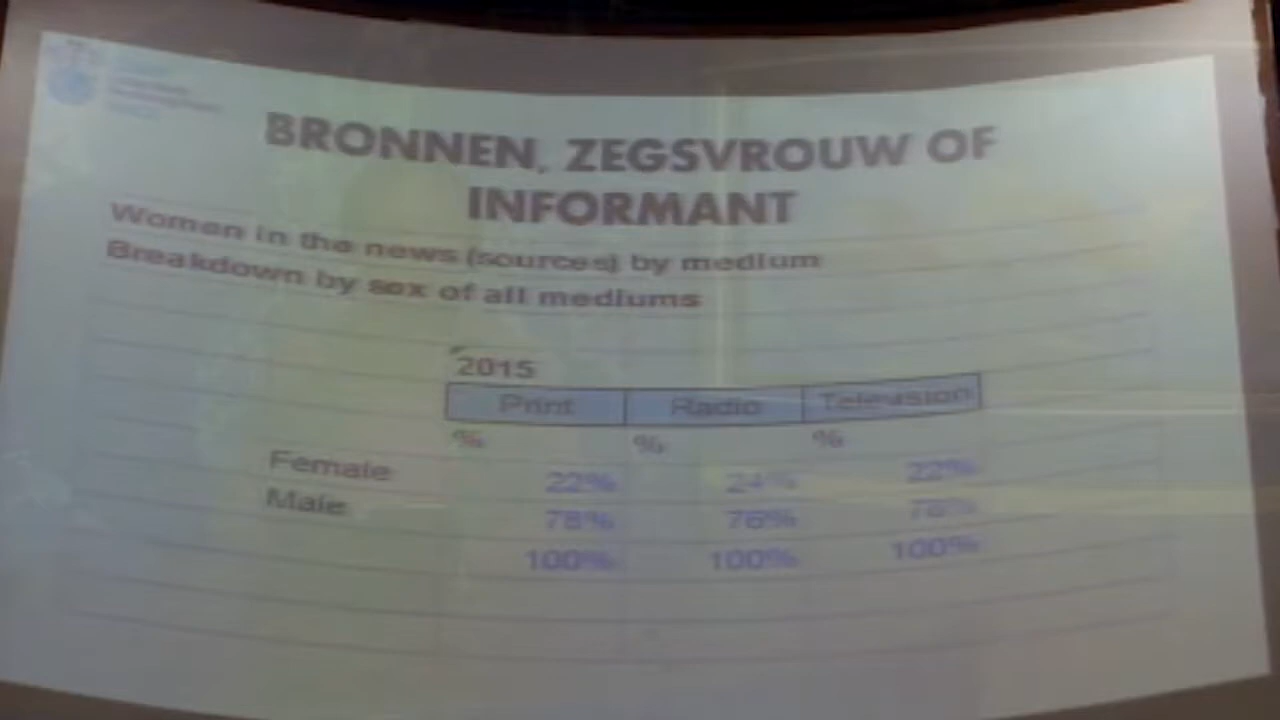 BRONNEN, ZEGSVROUW OF
INFORMANT
Women in the news (sources) by medium
Breakdown by sex of all mediums
2015
Print Radio Television
% % %
Female 22% 24% 22%
Male 78% 76% 78%
100% 100% 100%